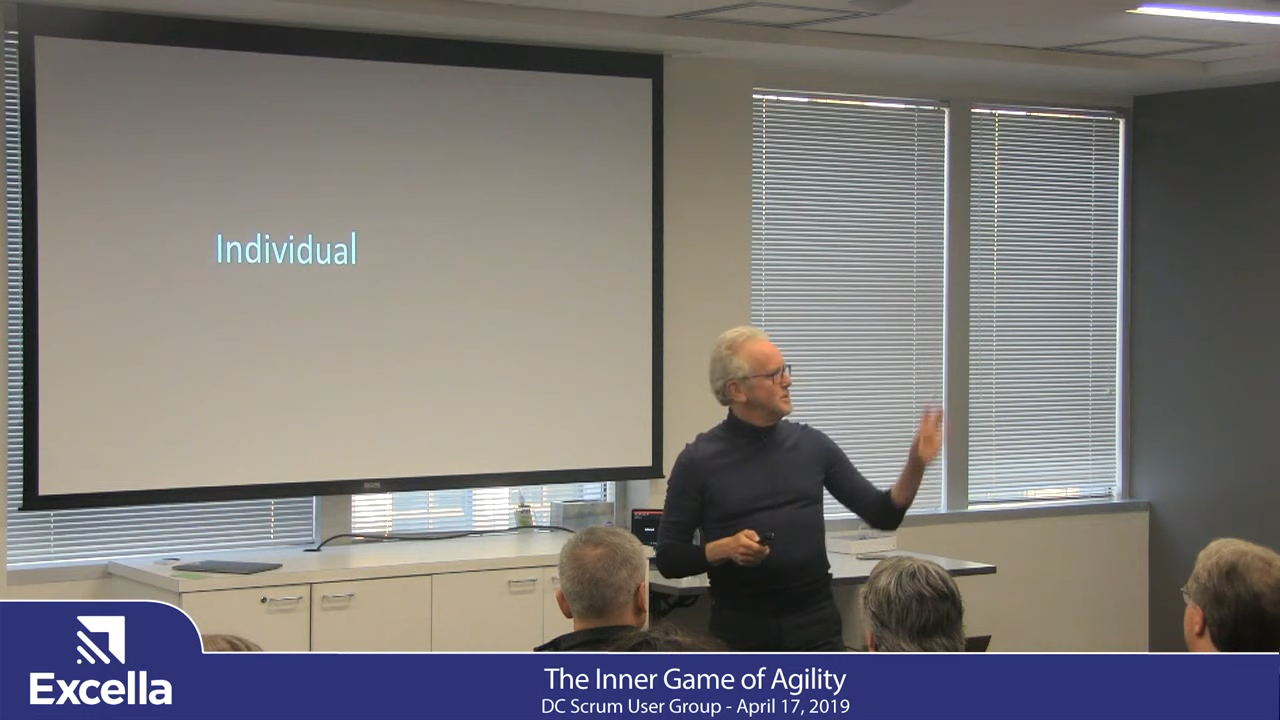 Individual
Excella
The Inner Game of Agility
DC Scrum User Group - April 17, 2019